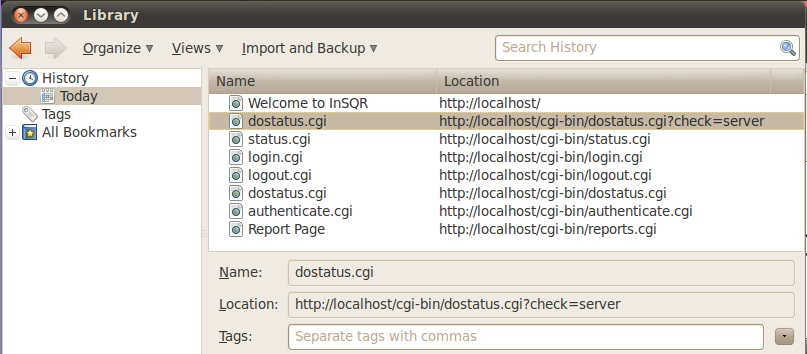 Library
Organize Views Import and Backup Search History
Name Location
History
Today
Tags
All Bookmarks
Welcome to InSQR http://localhost/
dostatus.cgi http://localhost/cgi-bin/dostatus.cgi?check=server
status.cgi http://localhost/cgi-bin/status.cgi
login.cgi http://localhost/cgi-bin/login.cgi
logout.cgi http://localhost/cgi-bin/logout.cgi
dostatus.cgi http://localhost/cgi-bin/dostatus.cgi
authenticate.cgi http://localhost/cgi-bin/authenticate.cgi
Report Page http://localhost/cgi-bin/reports.cgi
Name: dostatus.cgi
Location: http://localhost/cgi-bin/dostatus.cgi?check=server
Tags: Separate tags with commas